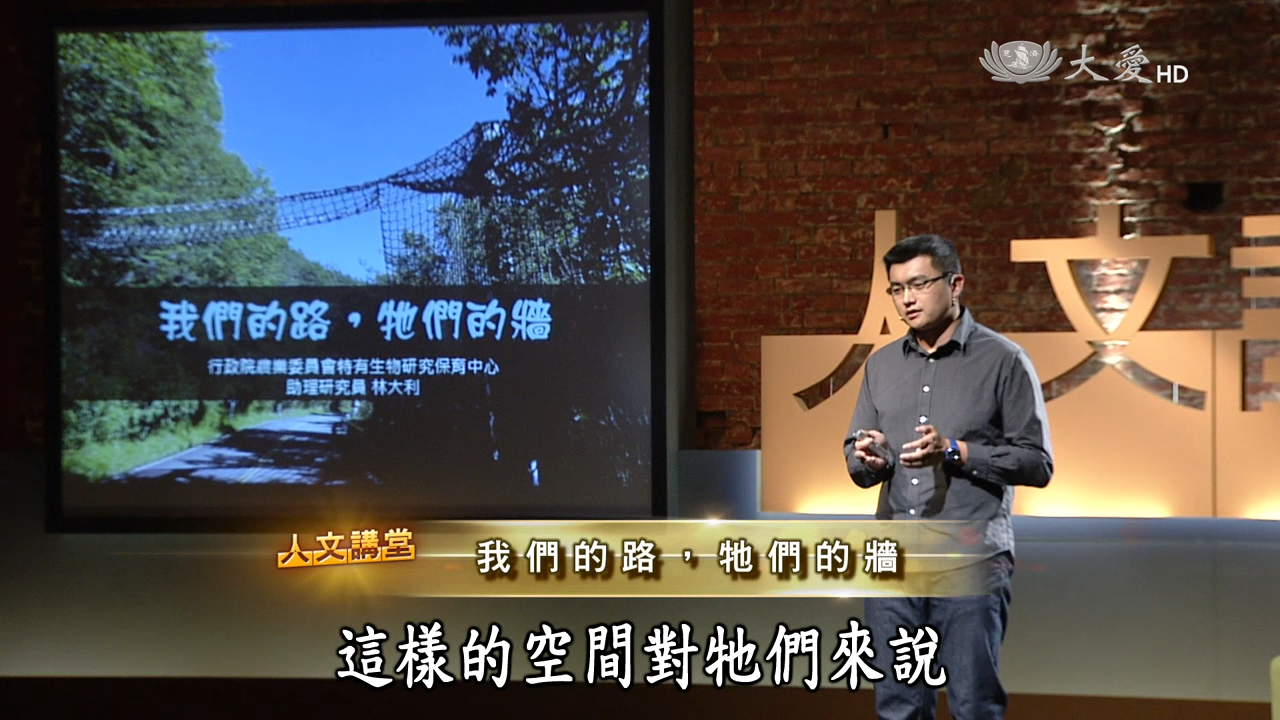 大愛HD
人文
我們的路，牠們的牆
行政院農業委員會特有生物研究保育中心
助理研究員 林大利
人文講堂
我們的路，牠們的牆
這樣的空間對牠們來說